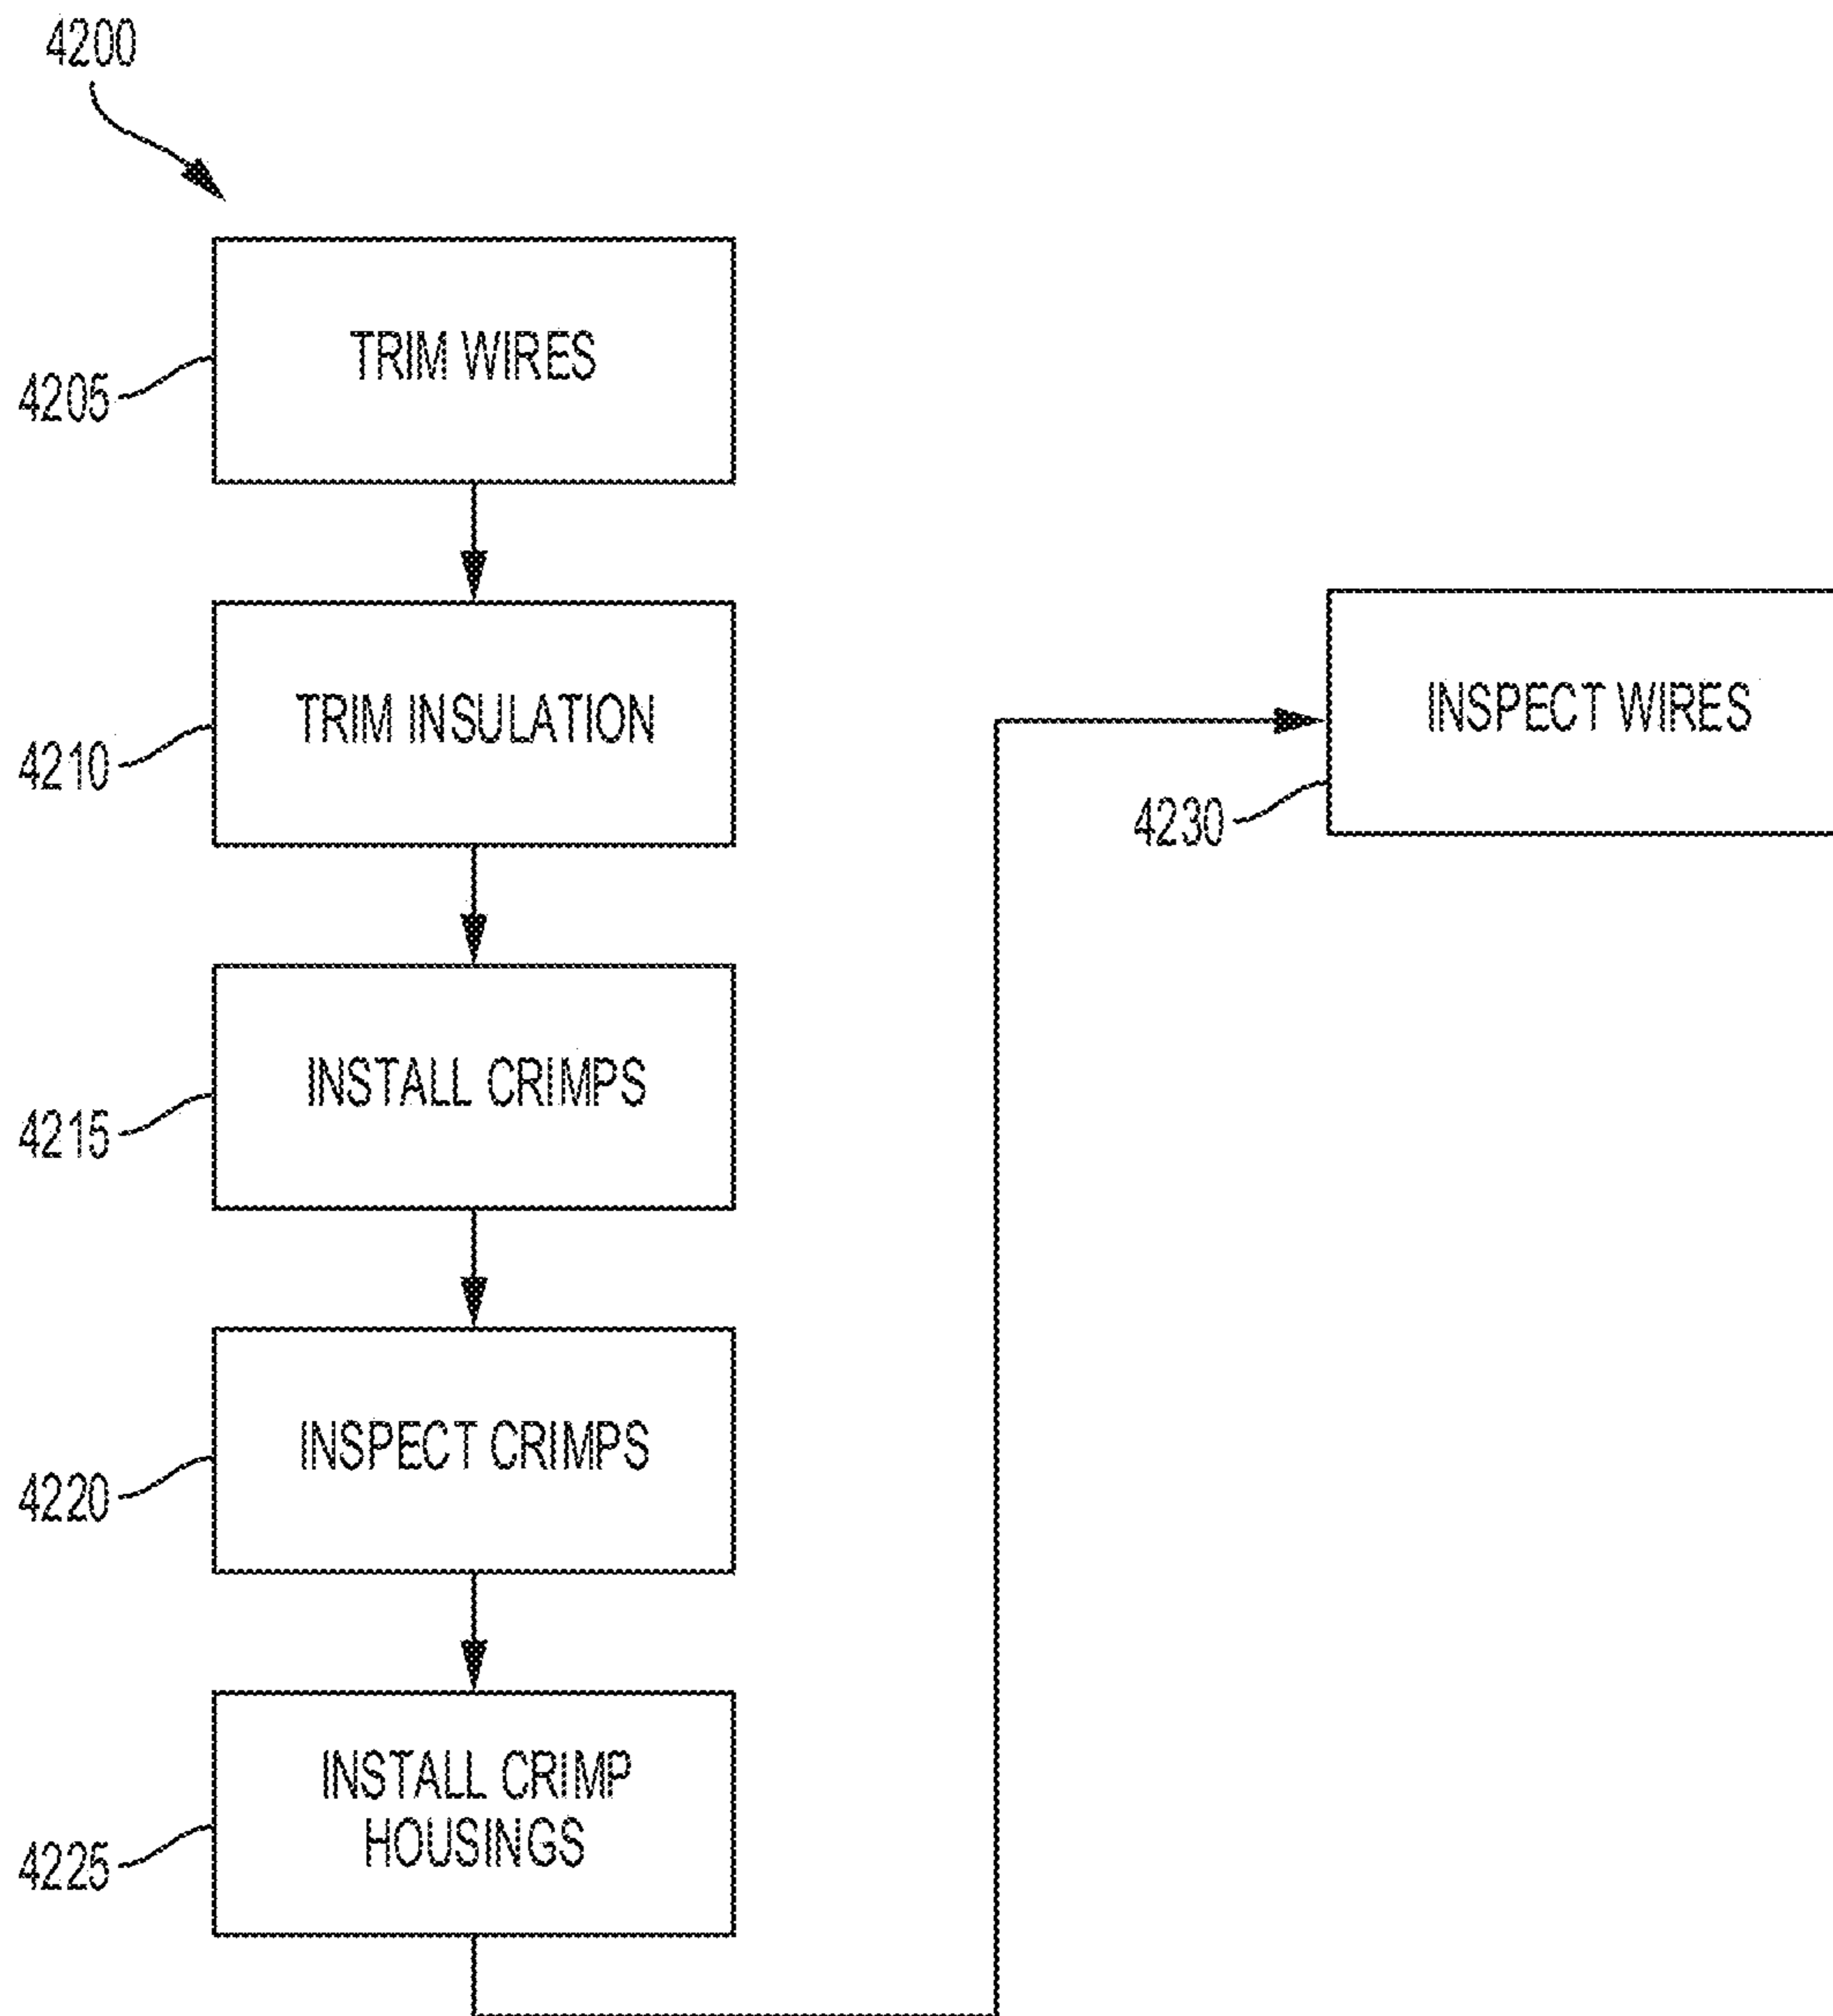 4200
TRIM WIRES
4205
TRIM INSULATION
4210
INSTALL CRIMPS
4215
INSPECT CRIMPS
4220
INSTALL CRIMP
HOUSINGS
4225
INSPECT WIRES
4230